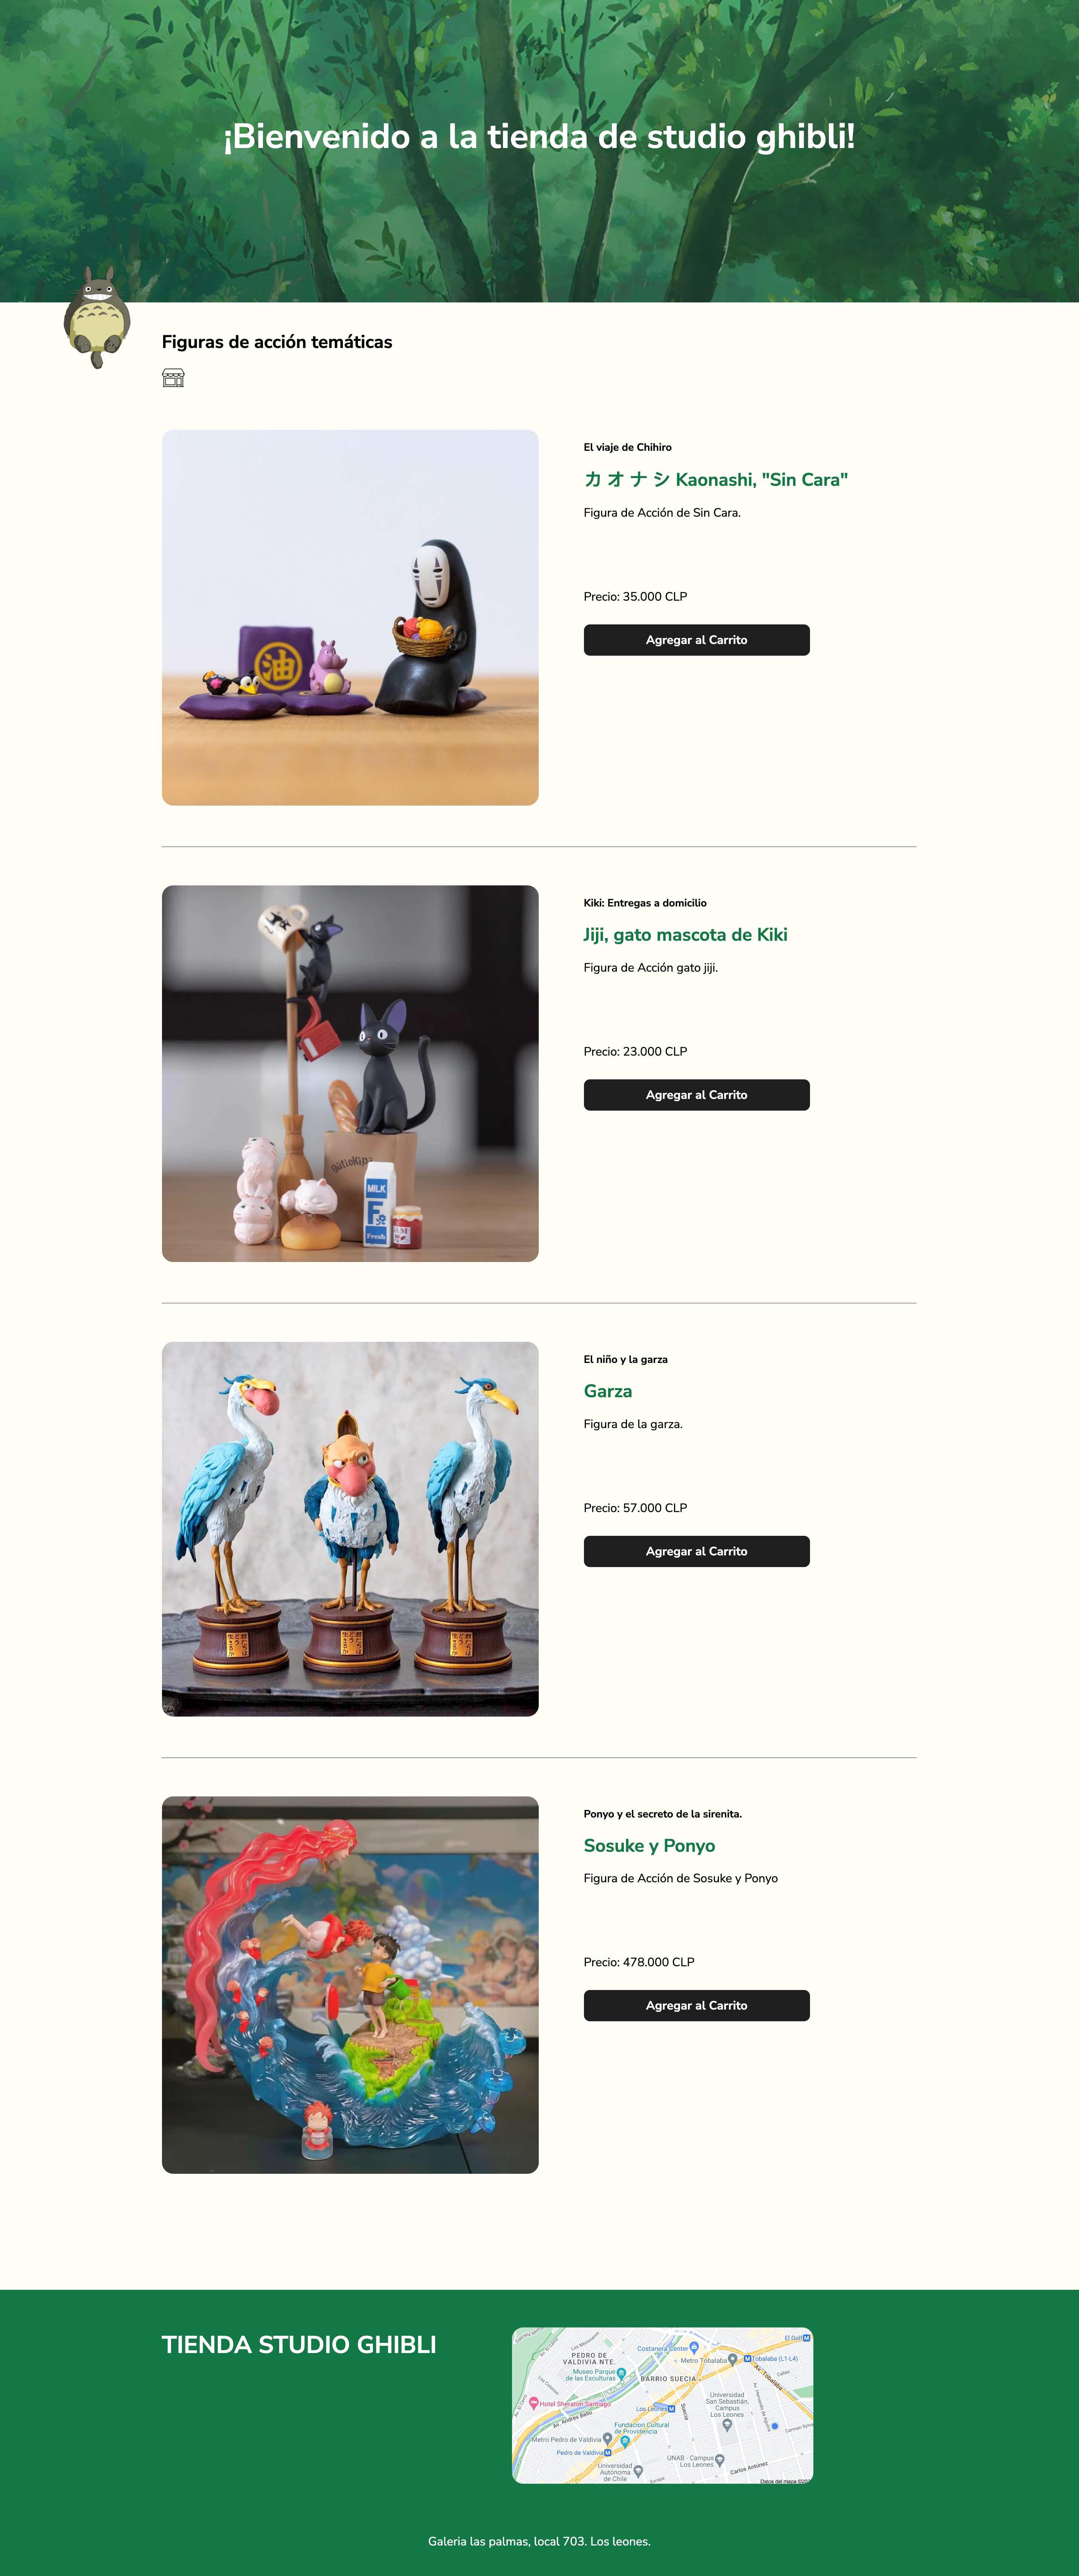 ¡Bienvenido a la tienda de studio ghibli!
Figuras de acción temáticas
El viaje de Chihiro
カ オ ナ シ Kaonashi, "Sin Cara"
Figura de Acción de Sin Cara.
油
Precio: 35.000 CLP
Agregar al Carrito
Kiki: Entregas a domicilio
Jiji, gato mascota de Kiki
Figura de Acción gato jiji.
Precio: 23.000 CLP
Agregar al Carrito
MILK
Fresh
El niño y la garza
Garza
Figura de la garza.
Precio: 57.000 CLP
Agregar al Carrito
Ponyo y el secreto de la sirenita.
Sosuke y Ponyo
Figura de Acción de Sosuke y Ponyo
Precio: 478.000 CLP
Agregar al Carrito
TIENDA STUDIO GHIBLI
El Golf
Costanera Center
PEDRO DE
VALDIVIA NTE.
Metro Tobalaba
Tobalaba (L1-L4)
Museo Parque
de las Esculturas
BARRIO SUECIA
Av. Tobalaba
Hotel Sheraton Santiago
Universidad
San Sebastián,
Campus
Los Leones
Los Leones
Suecia
Av. Andrés Bello
Fundación Cultural
de Providencia
Metro Pedro de Valdivia
Pedro de Valdivia
UNAB - Campus
Los Leones
Universidad
Autónoma
de Chile
Carlos Antúnez
Datos del mapa
Galeria las palmas, local 703. Los leones.